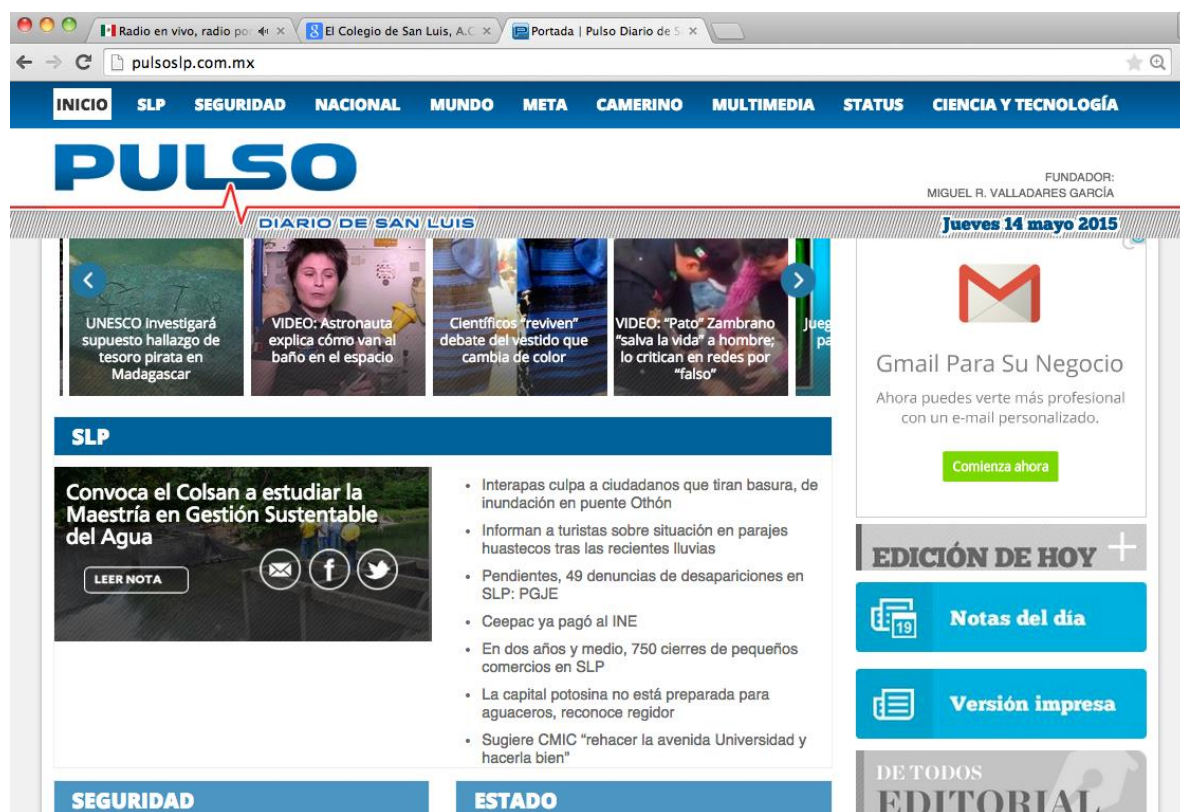 Radio en vivo, radio por
El Colegio de San Luis, A.C.
Portada | Pulso Diario de S
pulsoslp.com.mx
INICIO SLP SEGURIDAD NACIONAL MUNDO META CAMERINO MULTIMEDIA STATUS CIENCIA Y TECNOLOGÍA
PULSO
DIARIO DE SAN LUIS
FUNDADOR:
MIGUEL R. VALLADARES GARCÍA
Jueves 14 mayo 2015
UNESCO investigará
supuesto hallazgo de
tesoro pirata en
Madagascar
VIDEO: Astronauta
explica cómo van al
baño en el espacio
Científicos “reviven”
debate del vestido que
cambia de color
VIDEO: “Pato” Zambrano
“salva la vida” a hombre;
lo critican en redes por
“falso”
Jueg
pa
Gmail Para Su Negocio
Ahora puedes verte más profesional
con un e-mail personalizado.
Comienza ahora
SLP
Convoca el Colsan a estudiar la
Maestría en Gestión Sustentable
del Agua
LEER NOTA
Interapas culpa a ciudadanos que tiran basura, de
inundación en puente Othón
Informan a turistas sobre situación en parajes
huastecos tras las recientes lluvias
Pendientes, 49 denuncias de desapariciones en
SLP: PGJE
Ceepac ya pagó al INE
En dos años y medio, 750 cierres de pequeños
comercios en SLP
La capital potosina no está preparada para
aguaceros, reconoce regidor
Sugiere CMIC “rehacer la avenida Universidad y
hacerla bien”
EDICIÓN DE HOY
19
Notas del día
Versión impresa
DE TODOS
EDITORIAL
SEGURIDAD
ESTADO